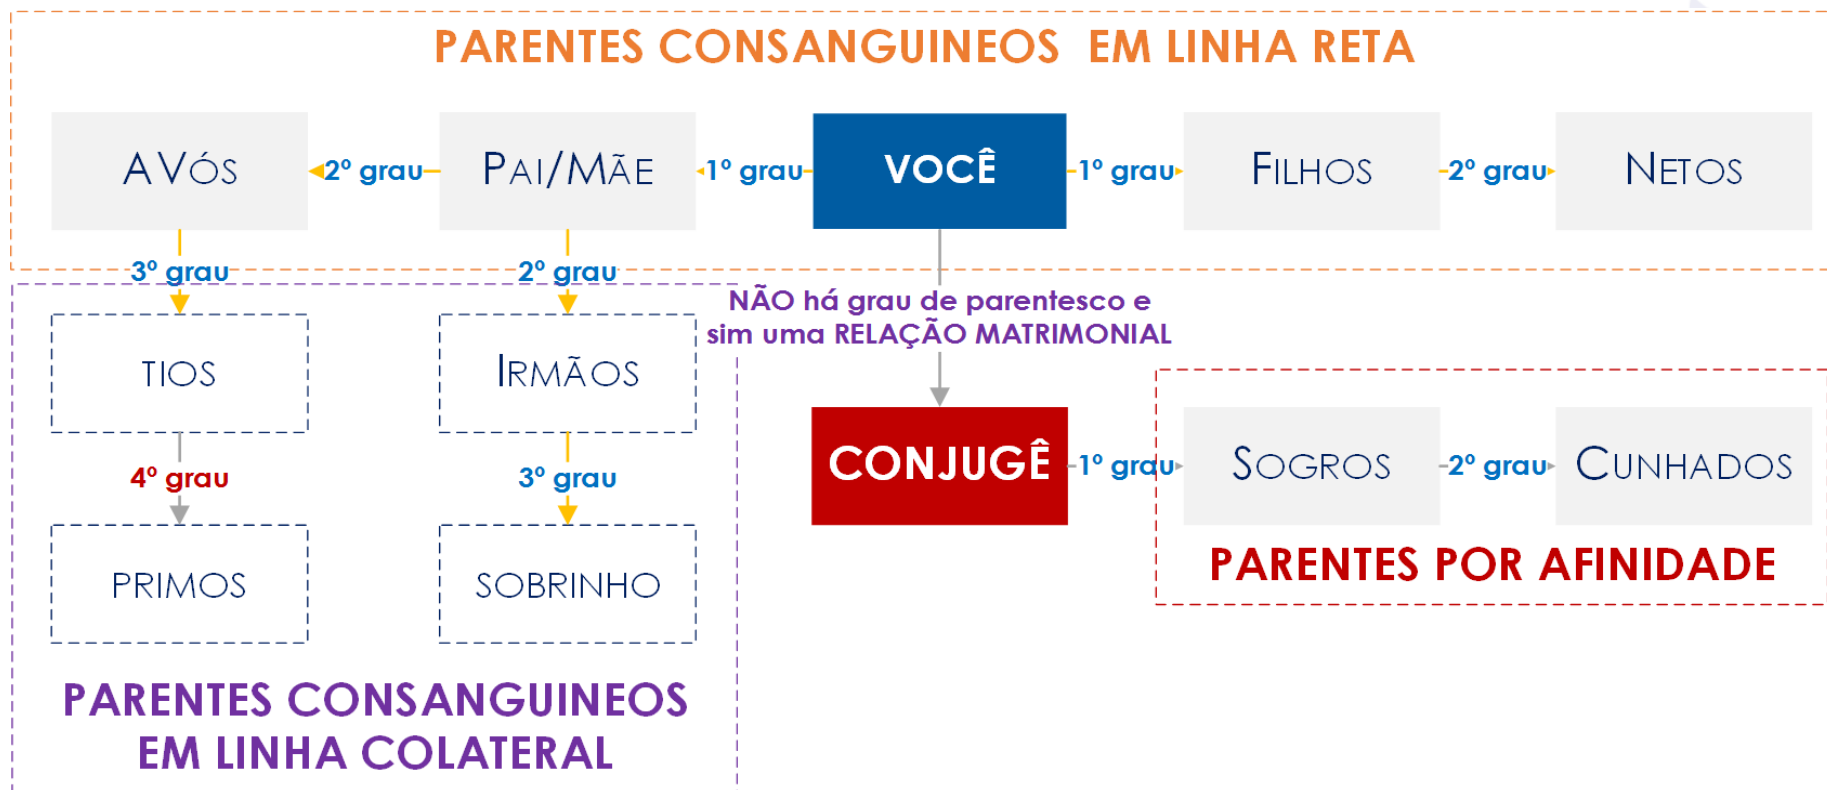 PARENTES CONSANGUINEOS EM LINHA RETA
AVÓS
2º grau
PAI/MÃE
1º grau
VOCÊ
1º grau
FILHOS
2º grau
NETOS
3º grau
2º grau
NÃO há grau de parentesco e
sim uma RELAÇÃO MATRIMONIAL
TIOS
IRMÃOS
4º grau
3º grau
CONJUGÊ
1º grau
SOGROS
2º grau
CUNHADOS
PARENTES POR AFINIDADE
PRIMOS
SOBRINHO
PARENTES CONSANGUINEOS
EM LINHA COLATERAL